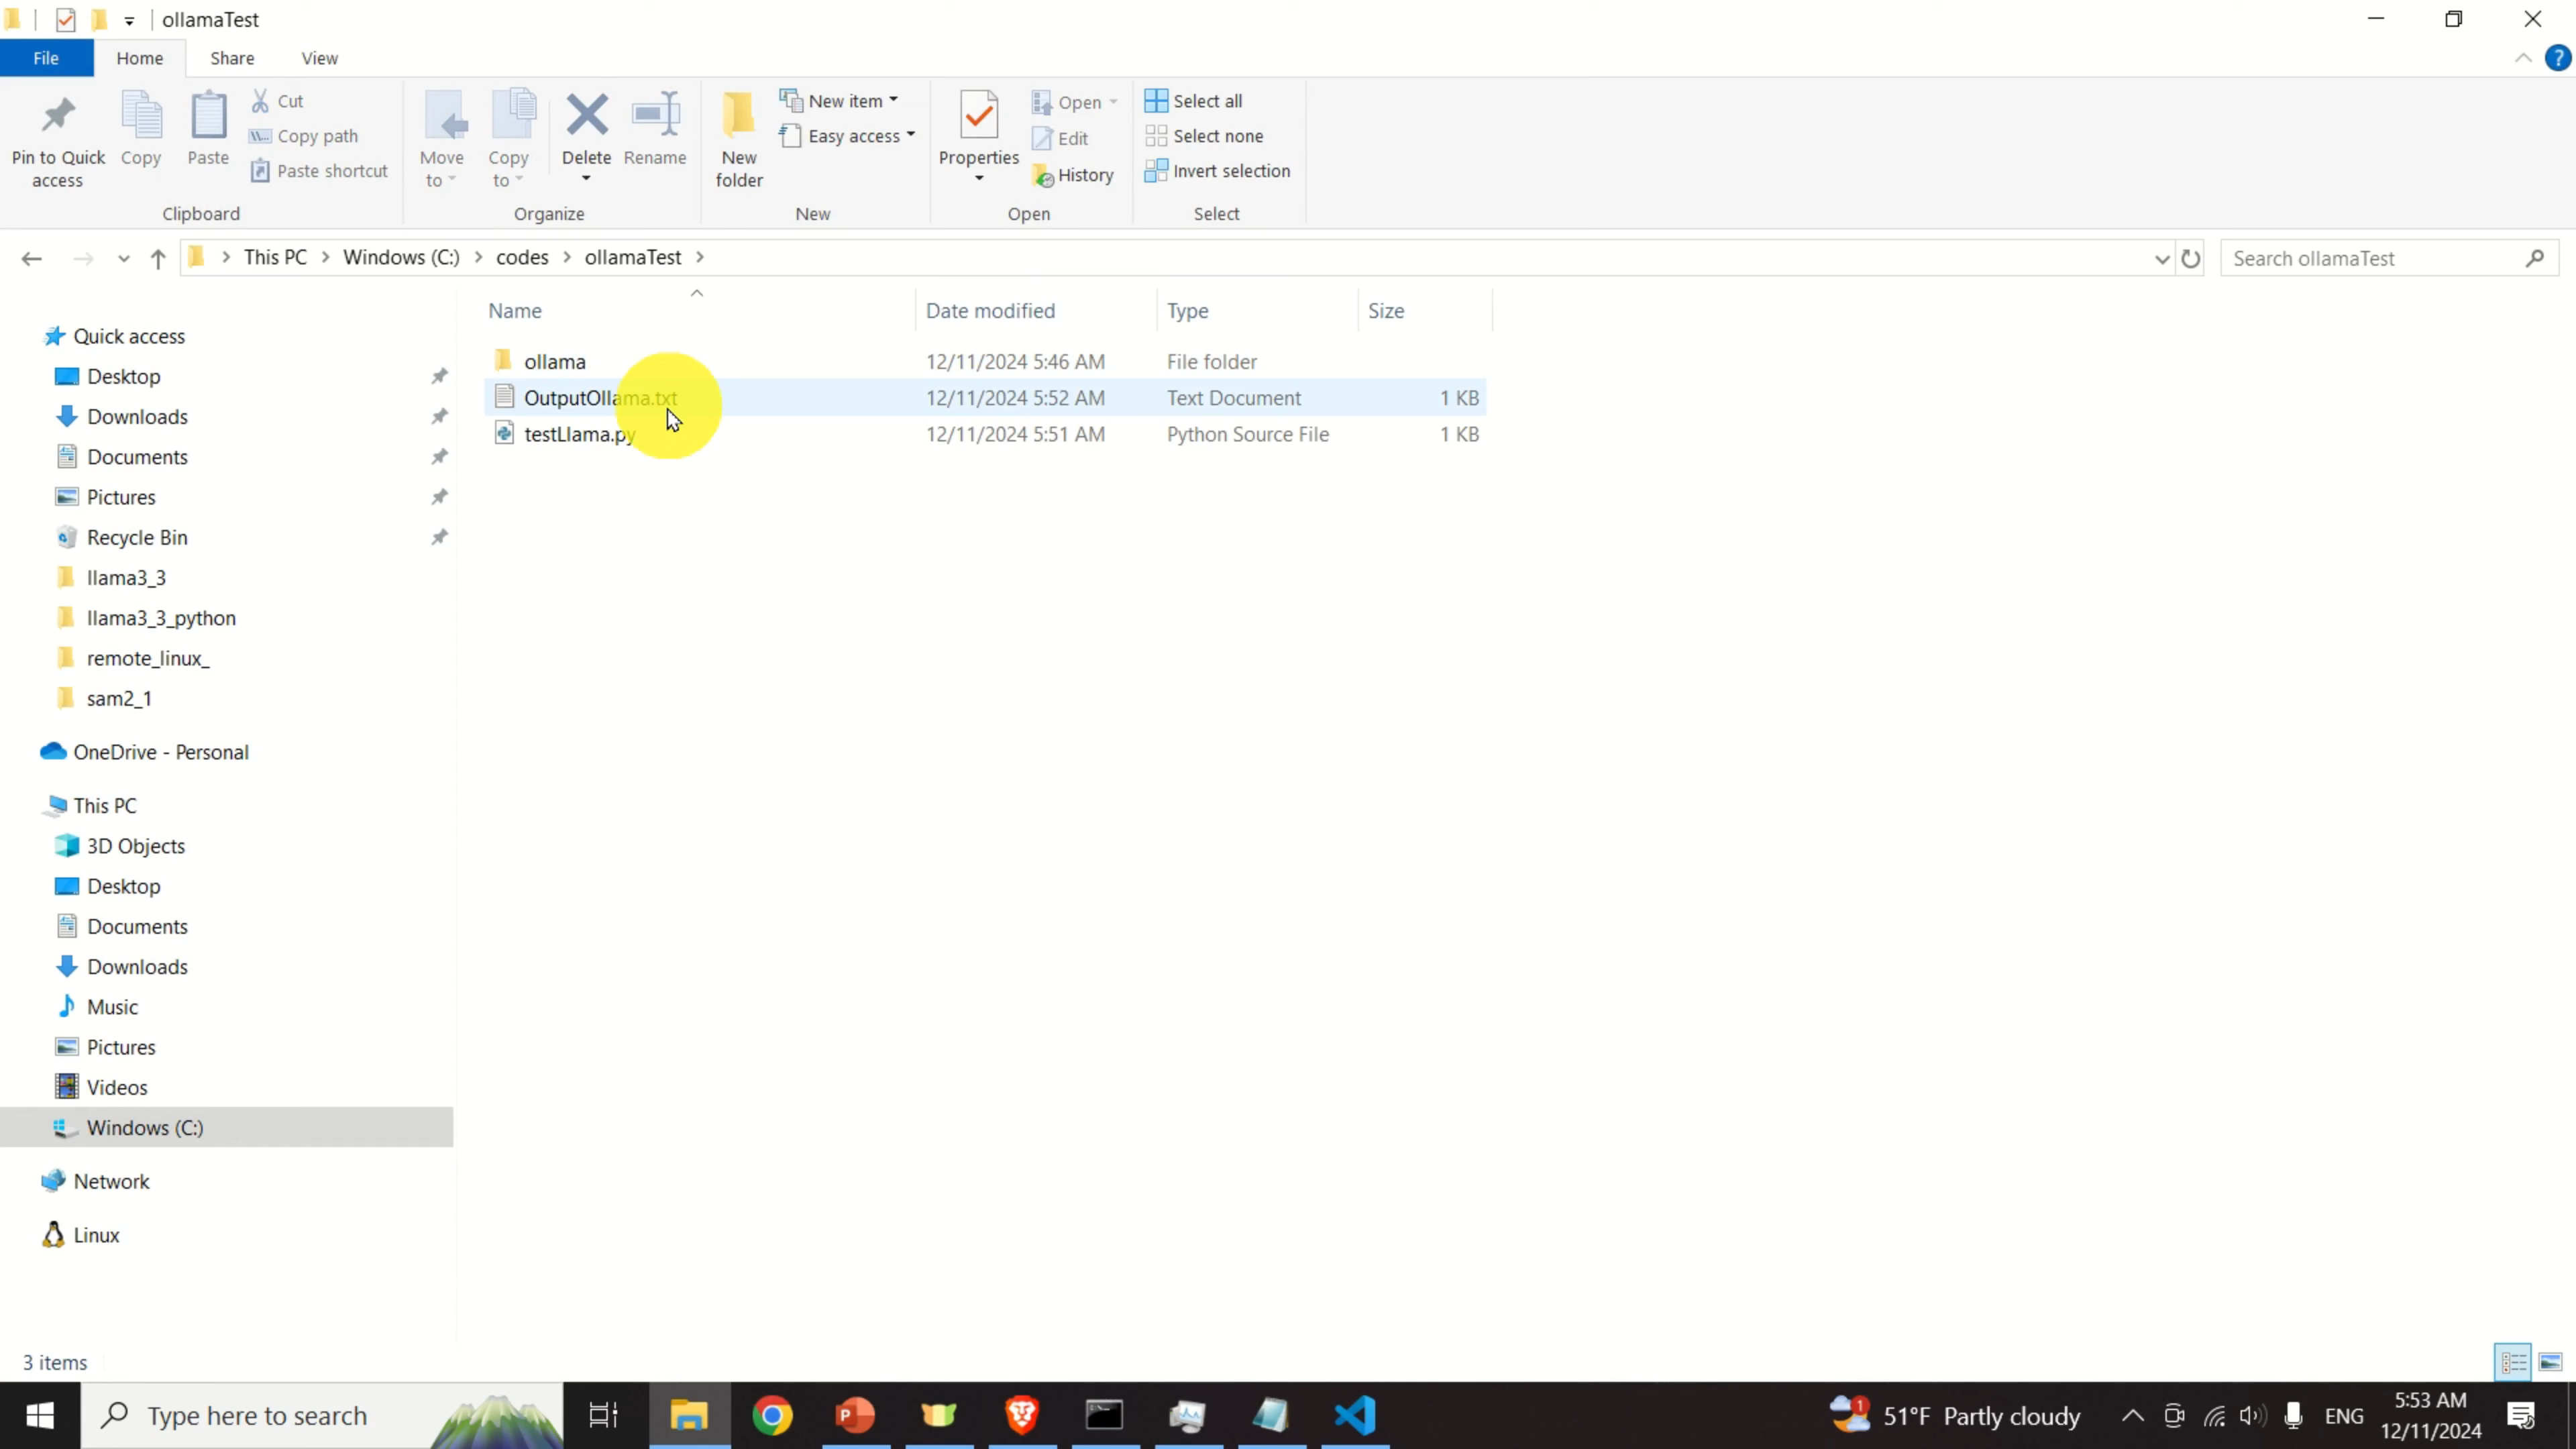 ollamaTest
File Home Share View
Pin to Quick access
Copy
Paste
Cut
Copy path
Paste shortcut
Clipboard
Move to
Copy to
Delete
Rename
Organize
New folder
New item
Easy access
New
Properties
Open
Edit
History
Open
Select all
Select none
Invert selection
Select
This PC Windows (C:) codes ollamaTest
Search ollamaTest
Name Date modified Type Size
ollama 12/11/2024 5:46 AM File folder
OutputOllama.txt 12/11/2024 5:52 AM Text Document 1 KB
testLlama.py 12/11/2024 5:51 AM Python Source File 1 KB
Quick access
Desktop
Downloads
Documents
Pictures
Recycle Bin
llama3_3
llama3_3_python
remote_linux_
sam2_1
OneDrive - Personal
This PC
3D Objects
Desktop
Documents
Downloads
Music
Pictures
Videos
Windows (C:)
Network
Linux
3 items
Type here to search
1
51°F Partly cloudy
ENG
5:53 AM
12/11/2024